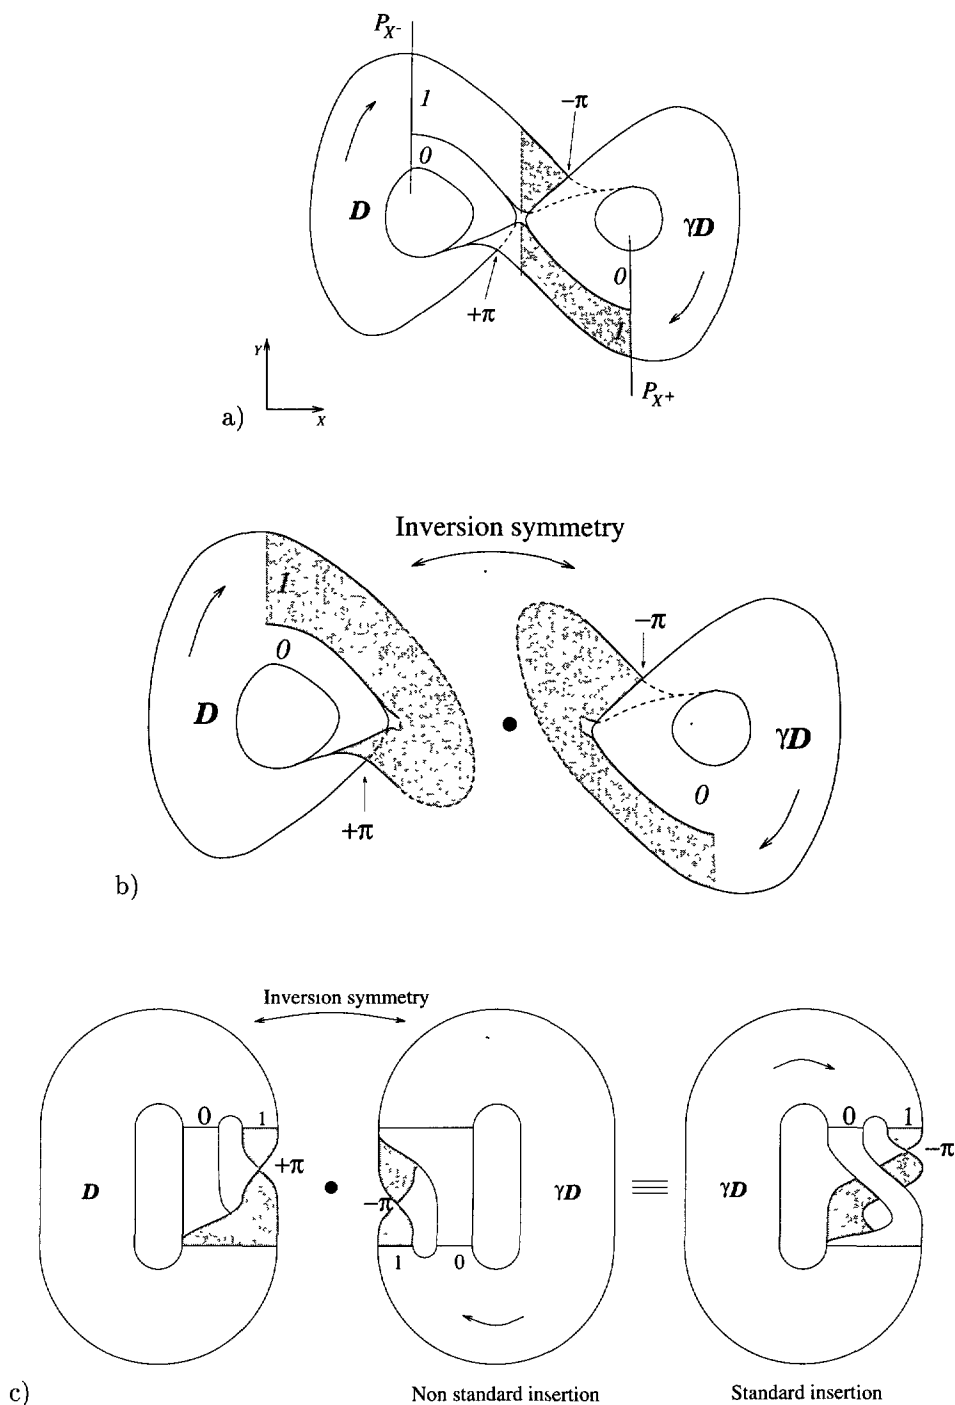 P_X-
1
-π
0
D
γD
0
+π
1
Y
P_X+
a) X
Inversion symmetry
1
-π
0
D
γD
0
+π
b)
Inversion symmetry
0 1 0 1
+π -π
D -π γD γD
1 0
c) Non standard insertion Standard insertion